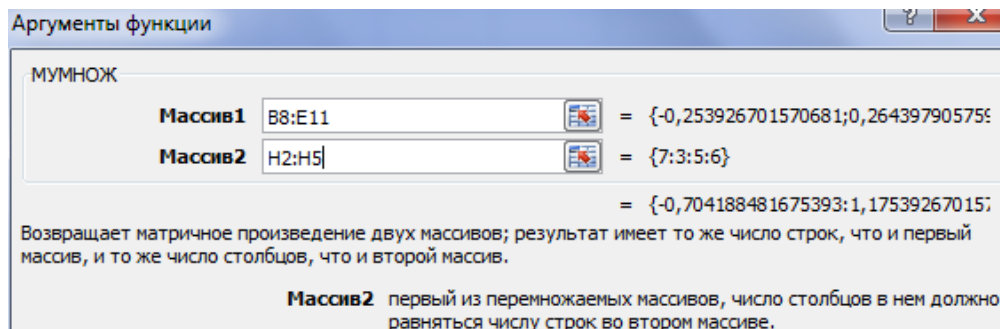 Аргументы функции
?
МУМНОЖ
Массив1 B8:E11 = {-0,253926701570681;0,264397905759
Массив2 H2:H5 = {7:3:5:6}
= {-0,704188481675393:1,175392670157
Возвращает матричное произведение двух массивов; результат имеет то же число строк, что и первый
массив, и то же число столбцов, что и второй массив.
Массив2 первый из перемножаемых массивов, число столбцов в нем должно
равняться числу строк во втором массиве.